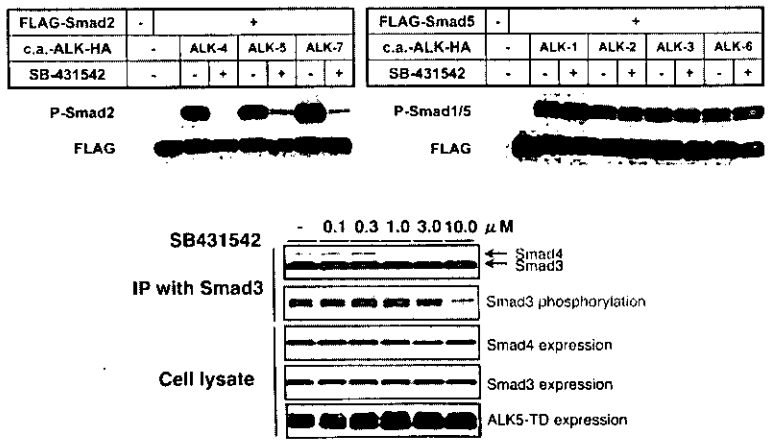 FLAG-Smad2 - +
c.a.-ALK-HA - ALK-4 ALK-5 ALK-7
SB-431542 - - + - + - +
P-Smad2
FLAG
FLAG-Smad5 - +
c.a.-ALK-HA - ALK-1 ALK-2 ALK-3 ALK-6
SB-431542 - - + - + - + - +
P-Smad1/5
FLAG
SB431542 - 0.1 0.3 1.0 3.0 10.0 μM
IP with Smad3
← Smad4
← Smad3
Smad3 phosphorylation
Cell lysate
Smad4 expression
Smad3 expression
ALK5-TD expression